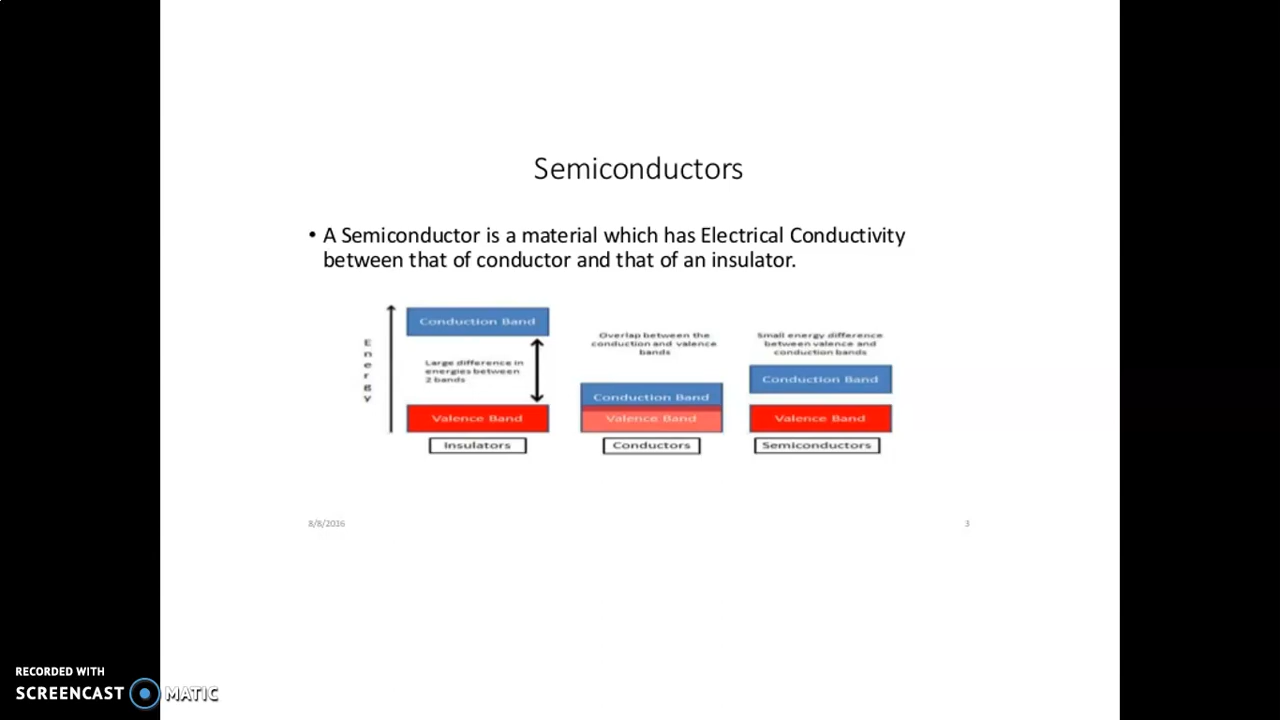 Semiconductors
• A Semiconductor is a material which has Electrical Conductivity
between that of conductor and that of an insulator.
Energy
Conduction Band
Large difference in
energies between
2 bands
Valence Band
Insulators
Overlap between the
conduction and valence
bands
Conduction Band
Valence Band
Conductors
Small energy difference
between valence and
conduction bands
Conduction Band
Valence Band
Semiconductors
8/8/2016
3
RECORDED WITH
SCREENCAST MATIC